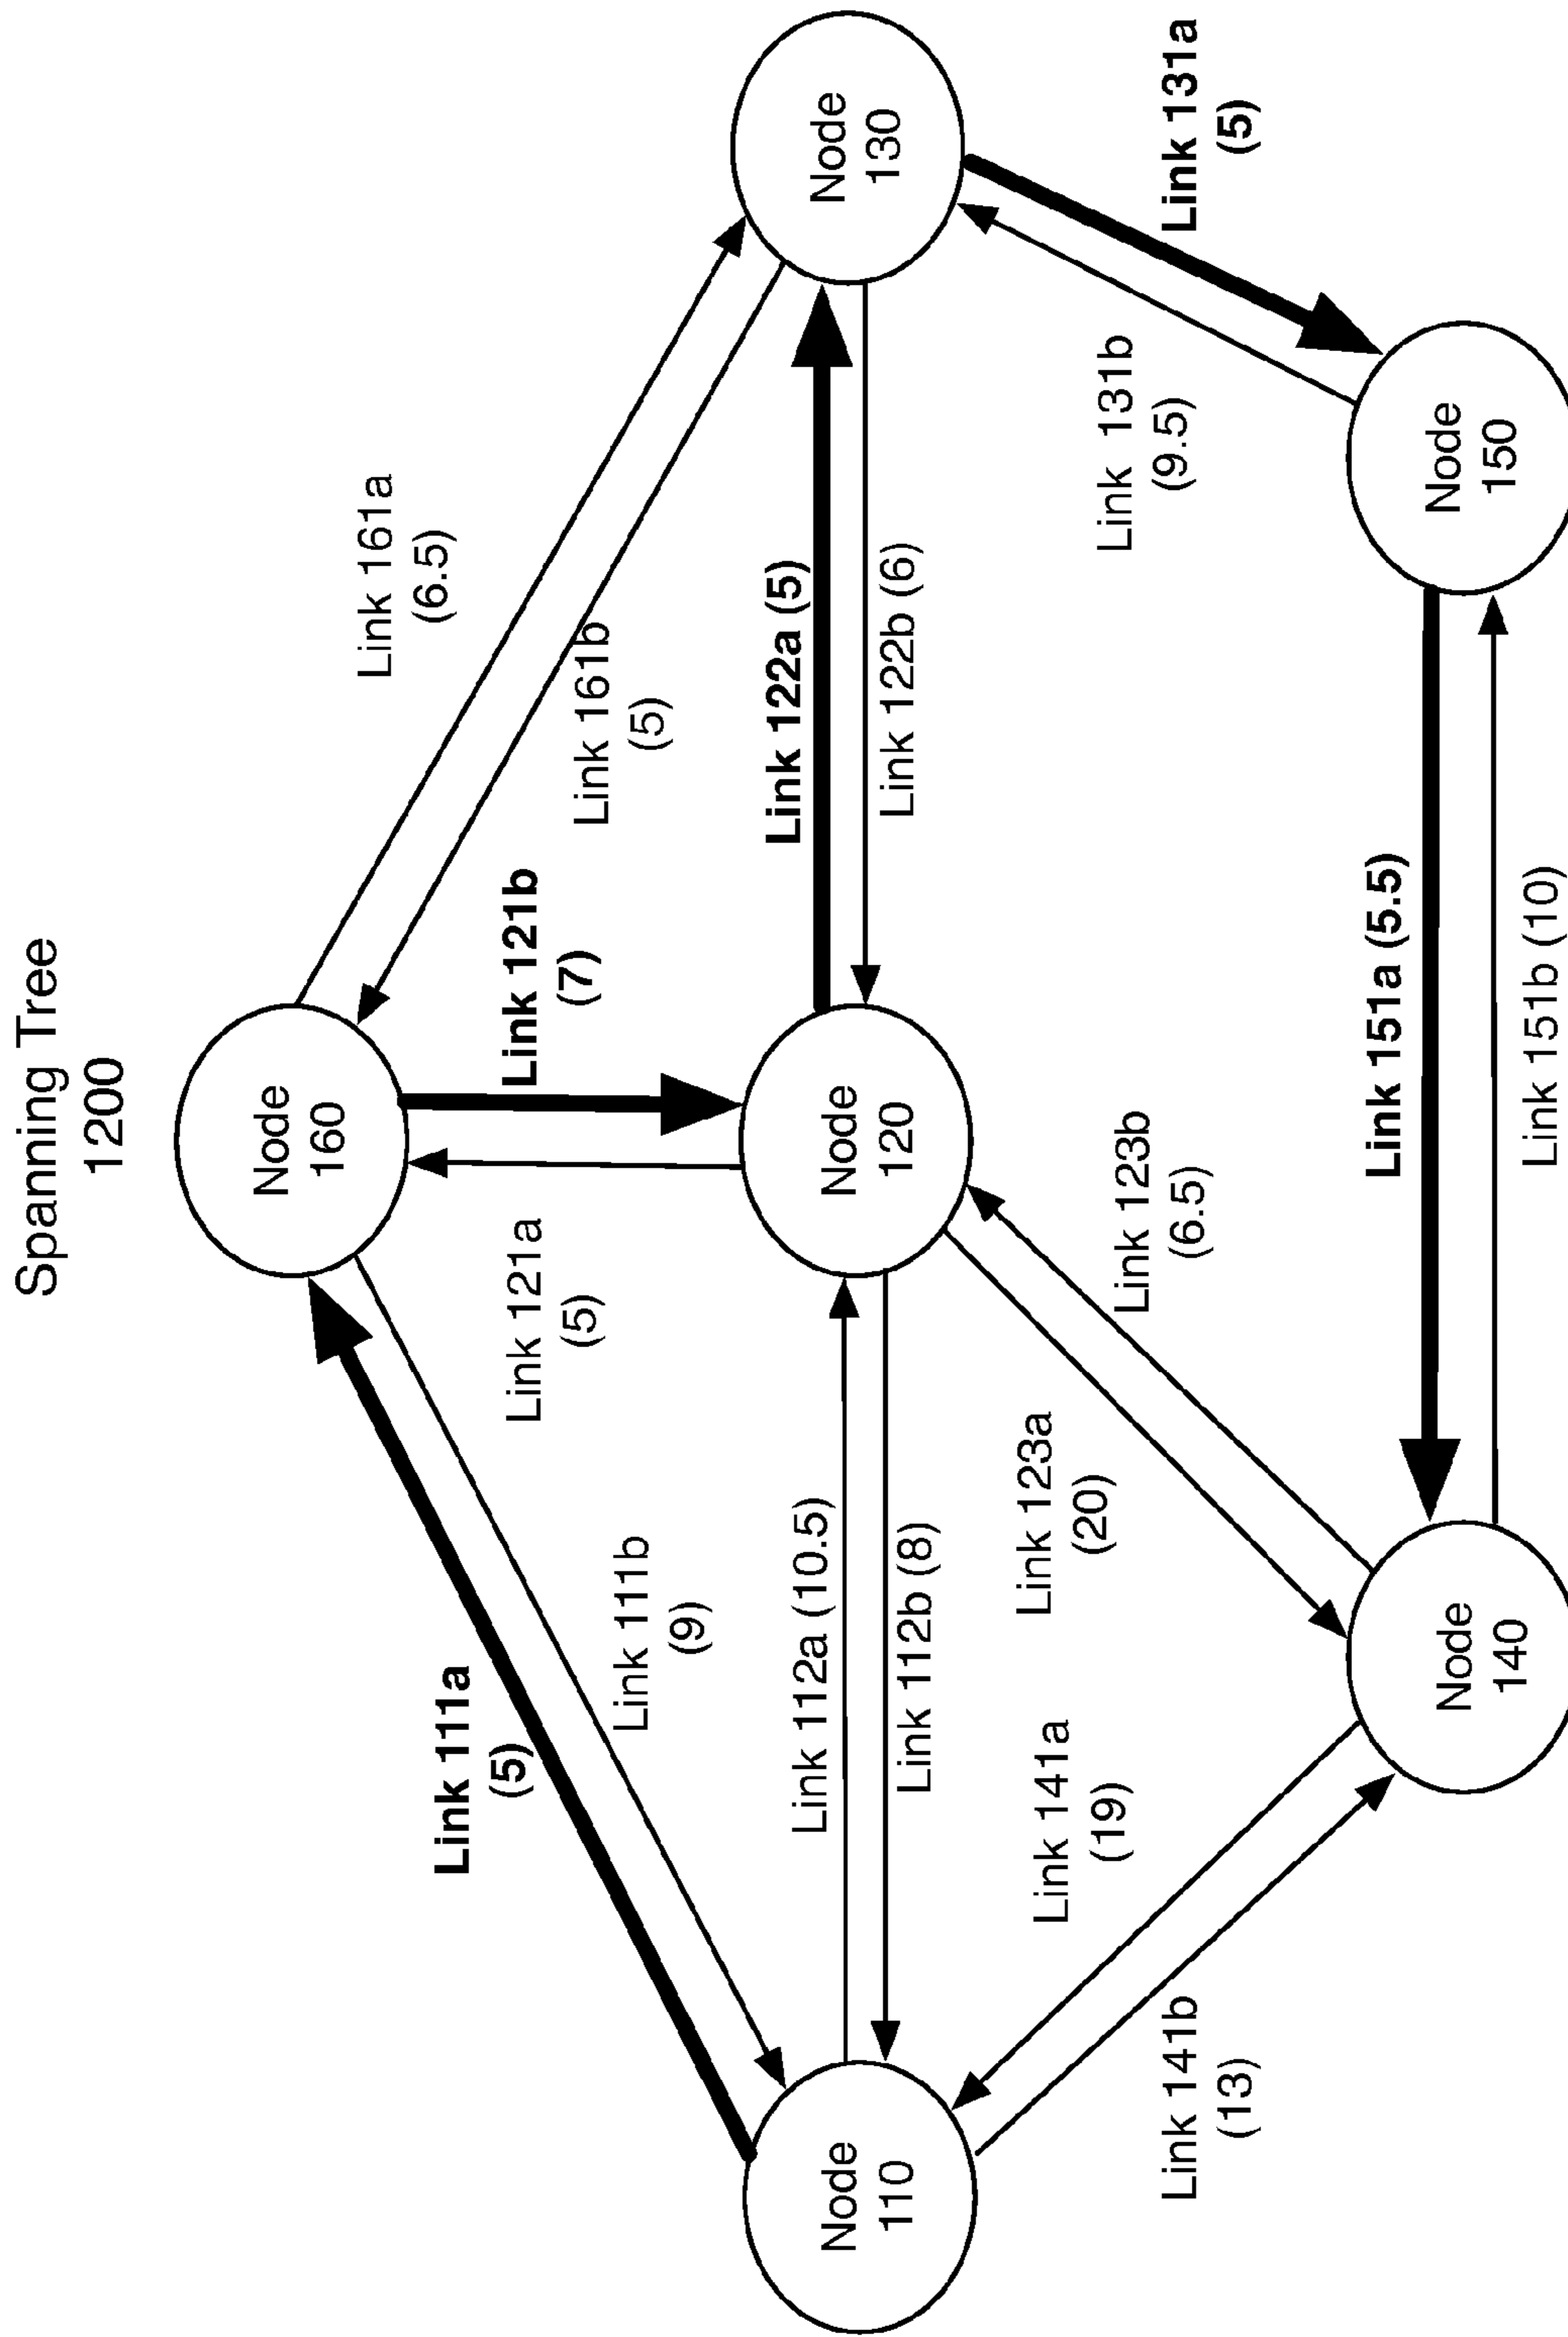 Spanning Tree
1200
Node
160
Link 161a
(6.5)
Link 111a
(5)
Link 121a
(5)
Link 121b
(7)
Link 161b
(5)
Link 111b
(9)
Link 122a (5)
Node
110
Link 112a (10.5)
Node
120
Node
130
Link 112b (8)
Link 122b (6)
Link 141a
(19)
Link 123a
(20)
Link 123b
(6.5)
Link 131b
(9.5)
Link 131a
(5)
Link 141b
(13)
Link 151a (5.5)
Node
140
Node
150
Link 151b (10)